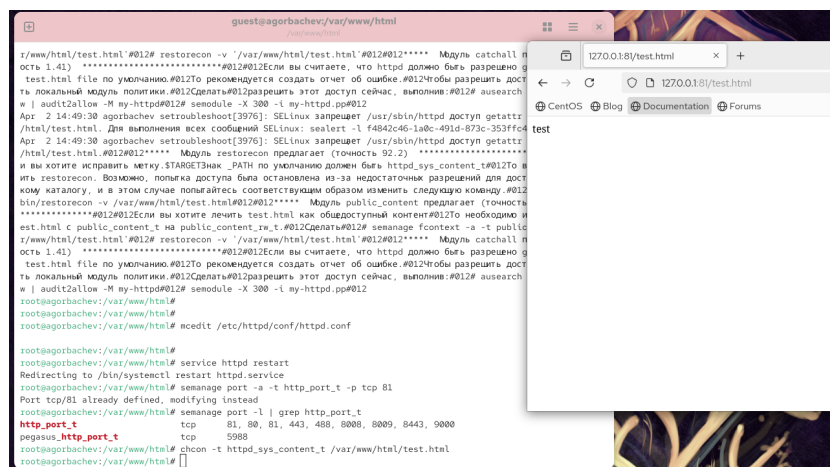 guest@agorbachev:/var/www/html
/var/www/html
r/www/html/test.html'#012# restorecon -v '/var/www/html/test.html'#012#012***** Модуль catchall п
ость 1.41) **************************#012#012Если вы считаете, что httpd должно быть разрешено g
test.html file по умолчанию.#012То рекомендуется создать отчет об ошибке.#012Чтобы разрешить дост
ть локальный модуль политики.#012Сделать#012разрешить этот доступ сейчас, выполнив:#012# ausearch
w | audit2allow -M my-httpd#012# semodule -X 300 -i my-httpd.pp#012
Apr  2 14:49:30 agorbachev setroubleshoot[3976]: SELinux запрещает /usr/sbin/httpd доступ getattr
/html/test.html. Для выполнения всех сообщений SELinux: sealert -l f4842c46-1a0c-491d-873c-353ffc4
Apr  2 14:49:30 agorbachev setroubleshoot[3976]: SELinux запрещает /usr/sbin/httpd доступ getattr
/html/test.html.#012#012***** Модуль restorecon предлагает (точность 92.2) *********************
и вы хотите исправить метку.$TARGETЗнак _PATH по умолчанию должен быть httpd_sys_content_t#012То в
ить restorecon. Возможно, попытка доступа была остановлена из-за недостаточных разрешений для дост
кому каталогу, и в этом случае попытайтесь соответствующим образом изменить следующую команду.#012
bin/restorecon -v /var/www/html/test.html#012#012***** Модуль public_content предлагает (точность
**************#012#012Если вы хотите лечить test.html как общедоступный контент#012То необходимо и
est.html с public_content_t на public_content_rw_t.#012Сделать#012# semanage fcontext -a -t public
r/www/html/test.html'#012# restorecon -v '/var/www/html/test.html'#012#012***** Модуль catchall п
ость 1.41) **************************#012#012Если вы считаете, что httpd должно быть разрешено g
test.html file по умолчанию.#012То рекомендуется создать отчет об ошибке.#012Чтобы разрешить дост
ть локальный модуль политики.#012Сделать#012разрешить этот доступ сейчас, выполнив:#012# ausearch
w | audit2allow -M my-httpd#012# semodule -X 300 -i my-httpd.pp#012
root@agorbachev:/var/www/html#
root@agorbachev:/var/www/html#
root@agorbachev:/var/www/html# mcedit /etc/httpd/conf/httpd.conf
root@agorbachev:/var/www/html#
root@agorbachev:/var/www/html# service httpd restart
Redirecting to /bin/systemctl restart httpd.service
root@agorbachev:/var/www/html# semanage port -a -t http_port_t -p tcp 81
Port tcp/81 already defined, modifying instead
root@agorbachev:/var/www/html# semanage port -l | grep http_port_t
http_port_t tcp 81, 80, 81, 443, 488, 8008, 8009, 8443, 9000
pegasus_http_port_t tcp 5988
root@agorbachev:/var/www/html# chcon -t httpd_sys_content_t /var/www/html/test.html
root@agorbachev:/var/www/html#
127.0.0.1:81/test.html
127.0.0.1:81/test.html
CentOS Blog Documentation Forums
test